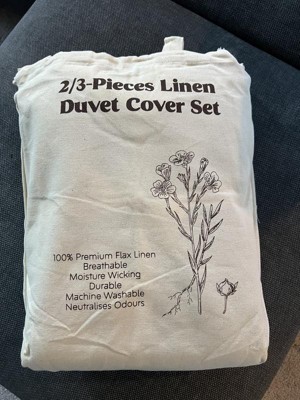 2/3-Pieces Linen
Duvet Cover Set
100% Premium Flax Linen
Breathable
Moisture Wicking
Durable
Machine Washable
Neutralises Odours